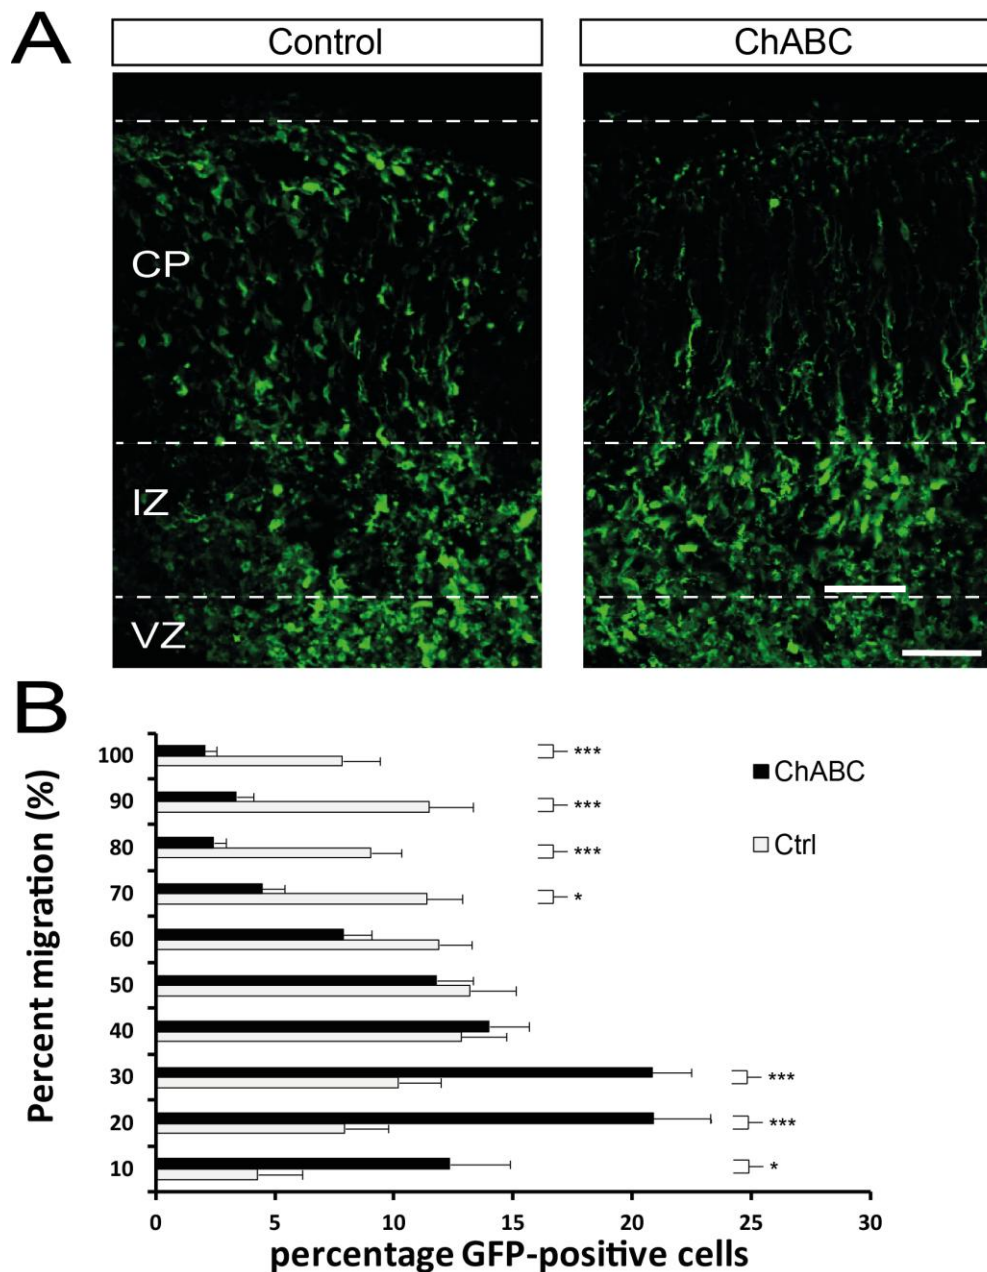 A
Control
ChABC
CP
IZ
VZ
B
Percent migration (%)
100
***
90
***
80
***
70
*
60
50
40
30
***
20
***
10
*
ChABC
Ctrl
0 5 10 15 20 25 30
percentage GFP-positive cells